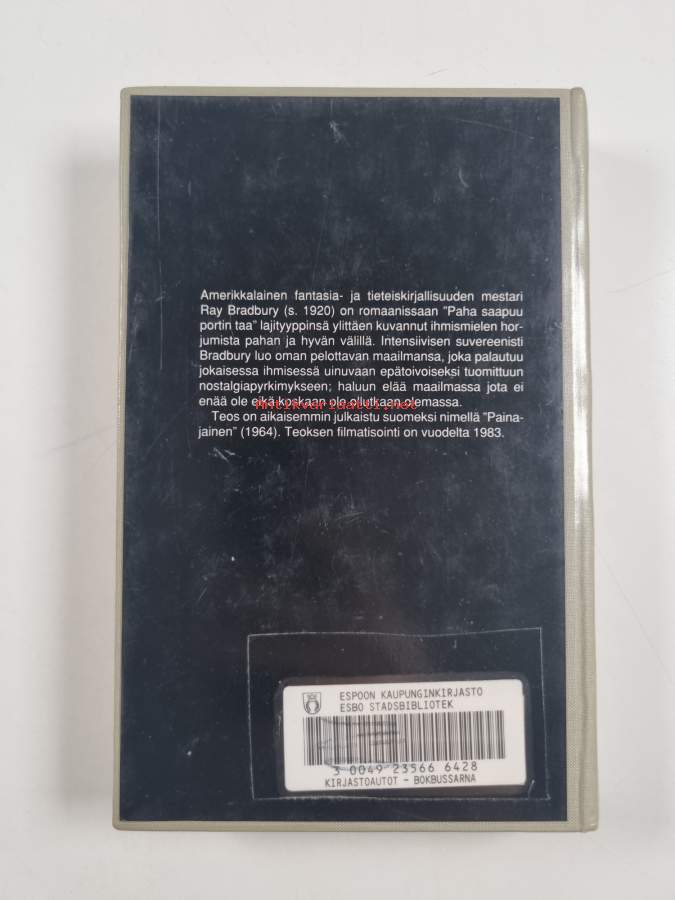 Amerikkalainen fantasia- ja tieteiskirjallisuuden mestari
Ray Bradbury (s. 1920) on romaanissaan "Paha saapuu
portin taa" lajityyppinsä ylittäen kuvannut ihmismielen hor-
jumista pahan ja hyvän välillä. Intensiivisen suvereenisti
Bradbury luo oman pelottavan maailmansa, joka palautuu
jokaisessa ihmisessä uinuvaan epätoivoiseksi tuomittuun
nostalgiapyrkimykseen; haluun elää maailmassa jota ei
enää ole eikä koskaan ole ollutkaan olemassa.
Antikvariaatti.net
Teos on aikaisemmin julkaistu suomeksi nimellä "Paina-
jainen" (1964). Teoksen filmatisointi on vuodelta 1983.
ESPOON KAUPUNGINKIRJASTO
ESBO STADSBIBLIOTEK
3 0049 23566 6428
KIRJASTOAUTOT - BOKBUSSARNA